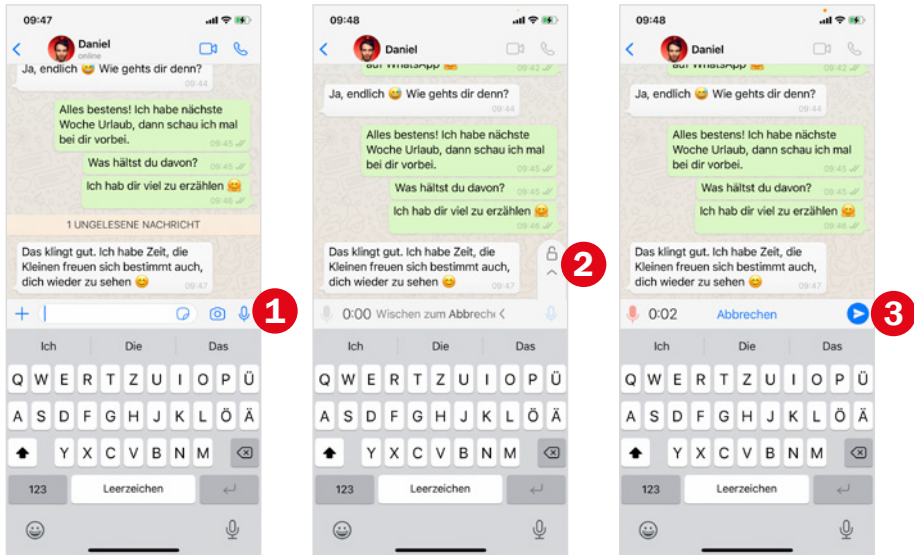 09:47
Daniel
online
Ja, endlich 😅 Wie gehts dir denn?
09:44
Alles bestens! Ich habe nächste
Woche Urlaub, dann schau ich mal
bei dir vorbei.
09:45
Was hältst du davon?
09:45
Ich hab dir viel zu erzählen 🤗
09:46
1 UNGELESENE NACHRICHT
Das klingt gut. Ich habe Zeit, die
Kleinen freuen sich bestimmt auch,
dich wieder zu sehen 😊
09:47
1
Ich Die Das
Q W E R T Z U I O P Ü
A S D F G H J K L Ö Ä
Y X C V B N M
123 Leerzeichen
09:48
Daniel
auf WhatsApp 🤗
09:42
Ja, endlich 😅 Wie gehts dir denn?
09:44
Alles bestens! Ich habe nächste
Woche Urlaub, dann schau ich mal
bei dir vorbei.
09:45
Was hältst du davon?
09:45
Ich hab dir viel zu erzählen 🤗
09:46
Das klingt gut. Ich habe Zeit, die
Kleinen freuen sich bestimmt auch,
dich wieder zu sehen 😊
09:47
2
0:00 Wischen zum Abbreche <
Ich Die Das
Q W E R T Z U I O P Ü
A S D F G H J K L Ö Ä
Y X C V B N M
123 Leerzeichen
09:48
Daniel
auf WhatsApp 🤗
09:42
Ja, endlich 😅 Wie gehts dir denn?
09:44
Alles bestens! Ich habe nächste
Woche Urlaub, dann schau ich mal
bei dir vorbei.
09:45
Was hältst du davon?
09:45
Ich hab dir viel zu erzählen 🤗
09:46
Das klingt gut. Ich habe Zeit, die
Kleinen freuen sich bestimmt auch,
dich wieder zu sehen 😊
09:47
0:02 Abbrechen
3
Ich Die Das
Q W E R T Z U I O P Ü
A S D F G H J K L Ö Ä
Y X C V B N M
123 Leerzeichen